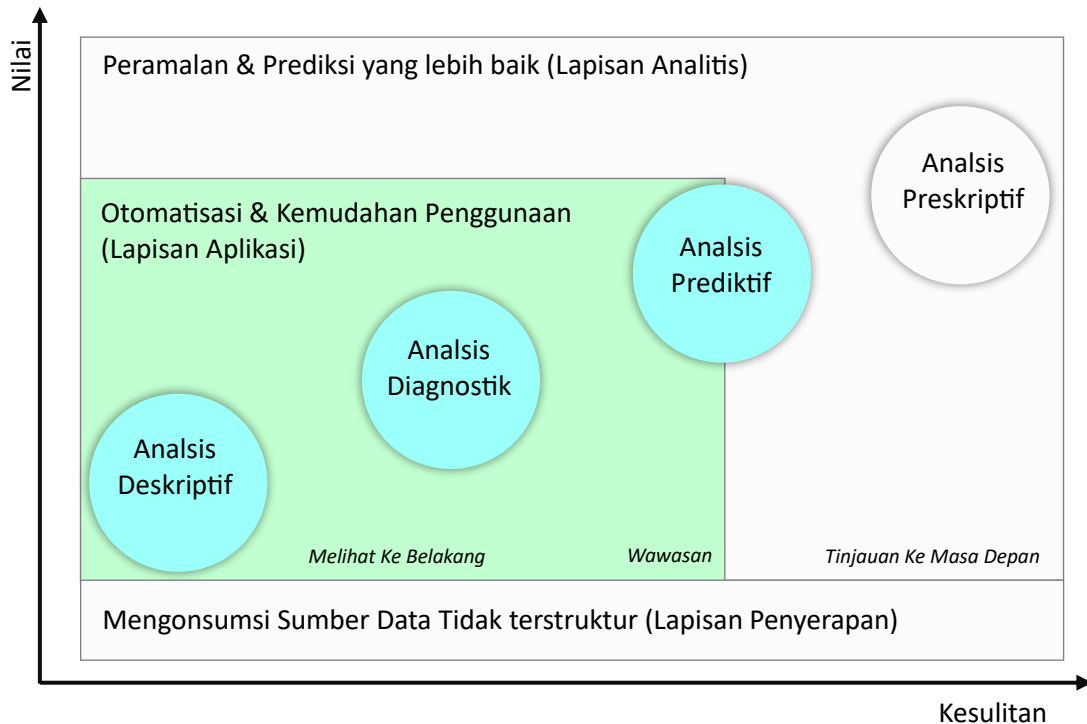 Nilai
Peramalan & Prediksi yang lebih baik (Lapisan Analitis)
Analsis
Preskriptif
Otomatisasi & Kemudahan Penggunaan
(Lapisan Aplikasi)
Analsis
Prediktif
Analsis
Diagnostik
Analsis
Deskriptif
Melihat Ke Belakang
Wawasan
Tinjauan Ke Masa Depan
Mengonsumsi Sumber Data Tidak terstruktur (Lapisan Penyerapan)
Kesulitan